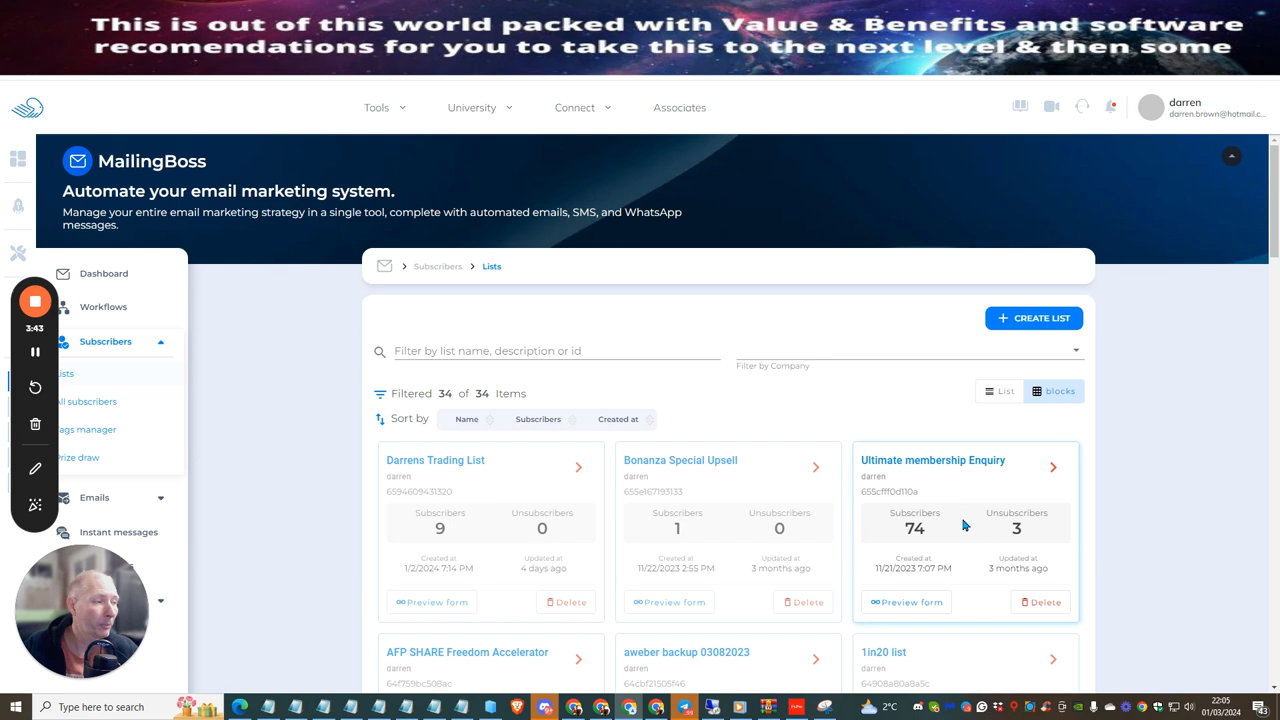 This is out of this world packed with Value & Benefits and software
recomendations for you to take this to the next level & then some
Tools
University
Connect
Associates
darren
darren.brown@hotmail.c...
MailingBoss
Automate your email marketing system.
Manage your entire email marketing strategy in a single tool, complete with automated emails, SMS, and WhatsApp
messages.
Dashboard
Workflows
Subscribers
Lists
All subscribers
Tags manager
Prize draw
Emails
Instant messages
3:43
Subscribers
Lists
CREATE LIST
Filter by list name, description or id
Filter by Company
Filtered 34 of 34 Items
List
blocks
Sort by
Name
Subscribers
Created at
Darrens Trading List
darren
6594609431320
Subscribers Unsubscribers
9 0
Created at Updated at
1/2/2024 7:14 PM 4 days ago
Preview form Delete
Bonanza Special Upsell
darren
655e167193133
Subscribers Unsubscribers
1 0
Created at Updated at
11/22/2023 2:55 PM 3 months ago
Preview form Delete
Ultimate membership Enquiry
darren
655cfff0d110a
Subscribers Unsubscribers
74 3
Created at Updated at
11/21/2023 7:07 PM 3 months ago
Preview form Delete
AFP SHARE Freedom Accelerator
darren
64f759bc508ac
aweber backup 03082023
darren
64cbf21505f46
1in20 list
darren
64908a80a8a5c
Type here to search
2°C
22:05
01/03/2024